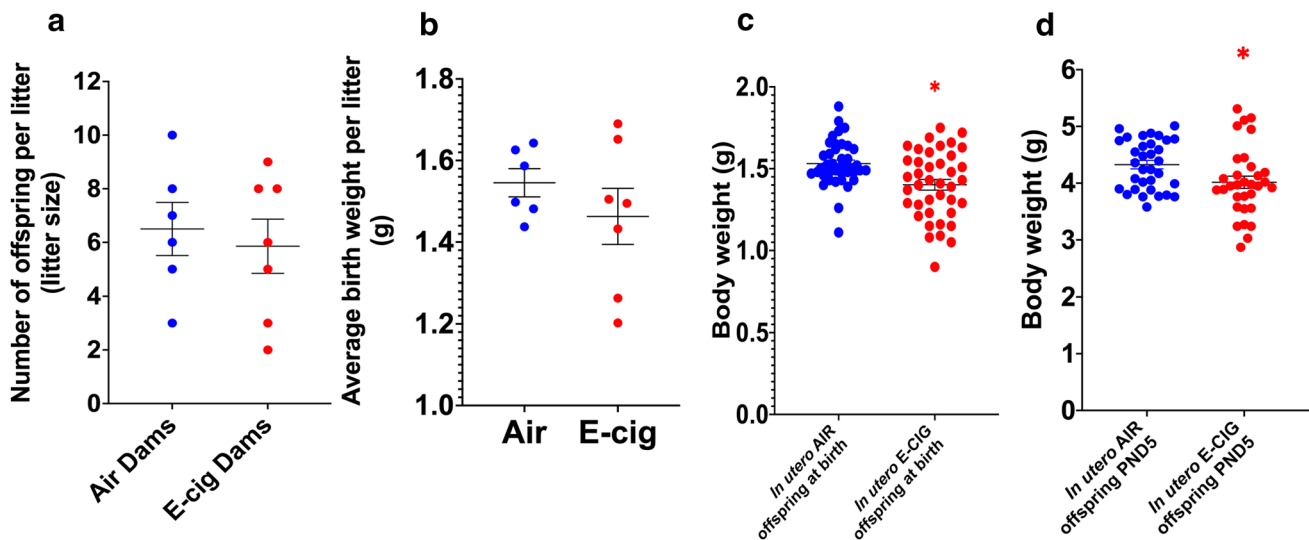 a
Number of offspring per litter
(litter size)
12
10
8
6
4
2
0
Air Dams
E-cig Dams
b
Average birth weight per litter
(g)
1.8
1.6
1.4
1.2
1.0
Air
E-cig
c
Body weight (g)
2.0
1.5
1.0
0.5
0.0
*
In utero AIR
offspring at birth
In utero E-CIG
offspring at birth
d
Body weight (g)
6
5
4
3
2
1
0
*
In utero AIR
offspring PND5
In utero E-CIG
offspring PND5